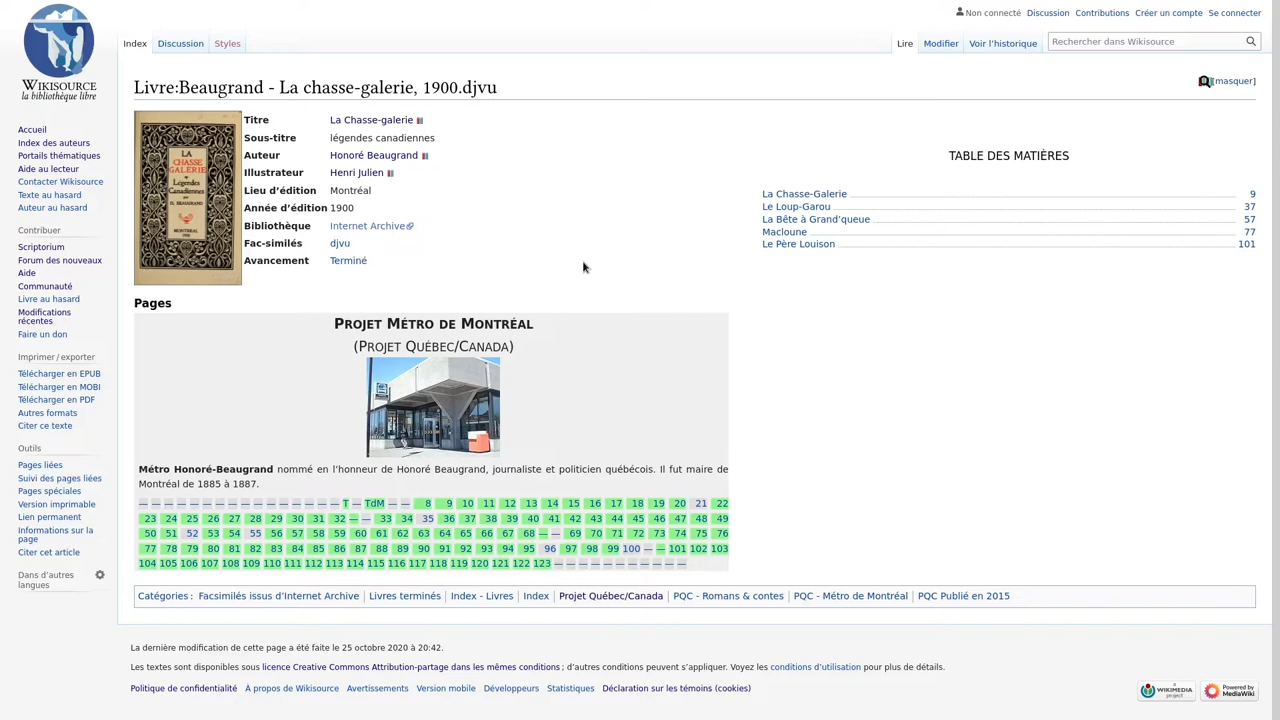 Non connecté Discussion Contributions Créer un compte Se connecter
Index Discussion Styles Lire Modifier Voir l'historique Rechercher dans Wikisource
WIKISOURCE
la bibliothèque libre
Livre:Beaugrand - La chasse-galerie, 1900.djvu
[masquer]
Accueil
Index des auteurs
Portails thématiques
Aide au lecteur
Contacter Wikisource
Texte au hasard
Auteur au hasard
Contribuer
Scriptorium
Forum des nouveaux
Aide
Communauté
Livre au hasard
Modifications
récentes
Faire un don
Imprimer / exporter
Télécharger en EPUB
Télécharger en MOBI
Télécharger en PDF
Autres formats
Citer ce texte
Outils
Pages liées
Suivi des pages liées
Pages spéciales
Version imprimable
Lien permanent
Informations sur la
page
Citer cet article
Dans d'autres
langues
LA
CHASSE
GALERIE
Légendes
Canadiennes
par
H. BEAUGRAND
MONTREAL
1900
Titre La Chasse-galerie
Sous-titre légendes canadiennes
Auteur Honoré Beaugrand
Illustrateur Henri Julien
Lieu d'édition Montréal
Année d'édition 1900
Bibliothèque Internet Archive
Fac-similés djvu
Avancement Terminé
TABLE DES MATIÈRES
La Chasse-Galerie 9
Le Loup-Garou 37
La Bête à Grand'queue 57
Macloune 77
Le Père Louison 101
Pages
PROJET MÉTRO DE MONTRÉAL
(PROJET QUÉBEC/CANADA)
Métro Honoré-Beaugrand nommé en l'honneur de Honoré Beaugrand, journaliste et politicien québécois. Il fut maire de
Montréal de 1885 à 1887.
— — — — — — — — — — T — TdM — — 8 9 10 11 12 13 14 15 16 17 18 19 20 21 22
23 24 25 26 27 28 29 30 31 32 — — 33 34 35 36 37 38 39 40 41 42 43 44 45 46 47 48 49
50 51 52 53 54 55 56 57 58 59 60 61 62 63 64 65 66 67 68 — — 69 70 71 72 73 74 75 76
77 78 79 80 81 82 83 84 85 86 87 88 89 90 91 92 93 94 95 96 97 98 99 100 — — 101 102 103
104 105 106 107 108 109 110 111 112 113 114 115 116 117 118 119 120 121 122 123 — — — — — — — — — — —
Catégories : Facsimilés issus d'Internet Archive | Livres terminés | Index - Livres | Index | Projet Québec/Canada | PQC - Romans & contes | PQC - Métro de Montréal | PQC Publié en 2015
La dernière modification de cette page a été faite le 25 octobre 2020 à 20:42.
Les textes sont disponibles sous licence Creative Commons Attribution-partage dans les mêmes conditions ; d'autres conditions peuvent s'appliquer. Voyez les conditions d'utilisation pour plus de détails.
Politique de confidentialité À propos de Wikisource Avertissements Version mobile Développeurs Statistiques Déclaration sur les témoins (cookies)
A
WIKIMEDIA
project
Powered by
MediaWiki